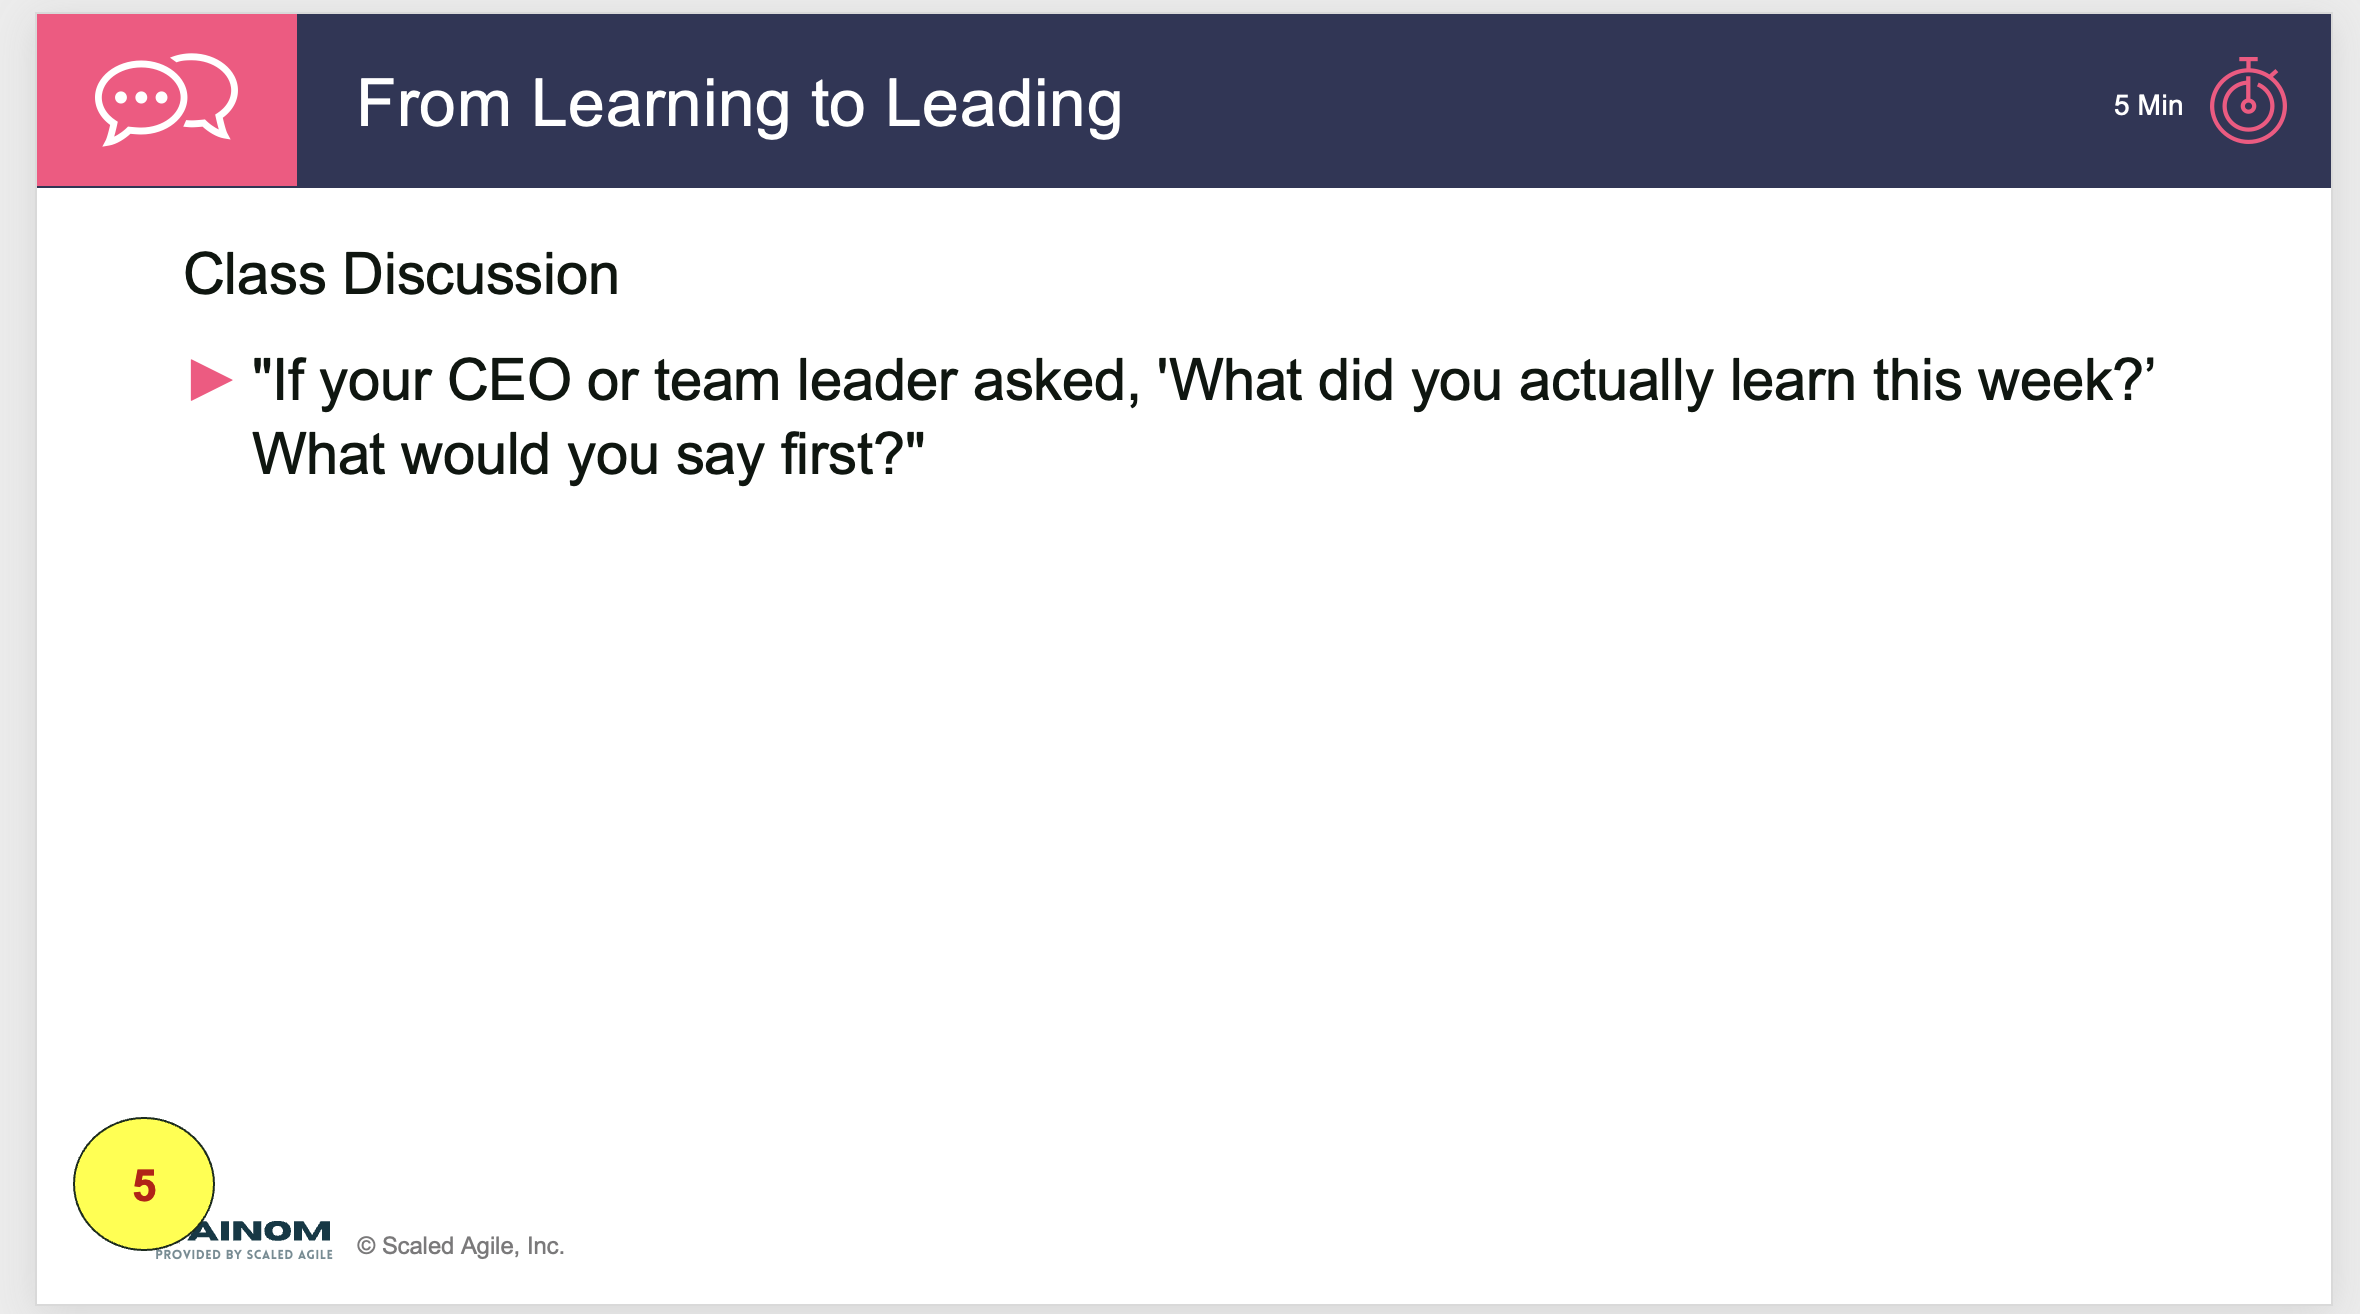 From Learning to Leading
5 Min
Class Discussion
"If your CEO or team leader asked, 'What did you actually learn this week?’
What would you say first?"
5
AINOM
PROVIDED BY SCALED AGILE
© Scaled Agile, Inc.